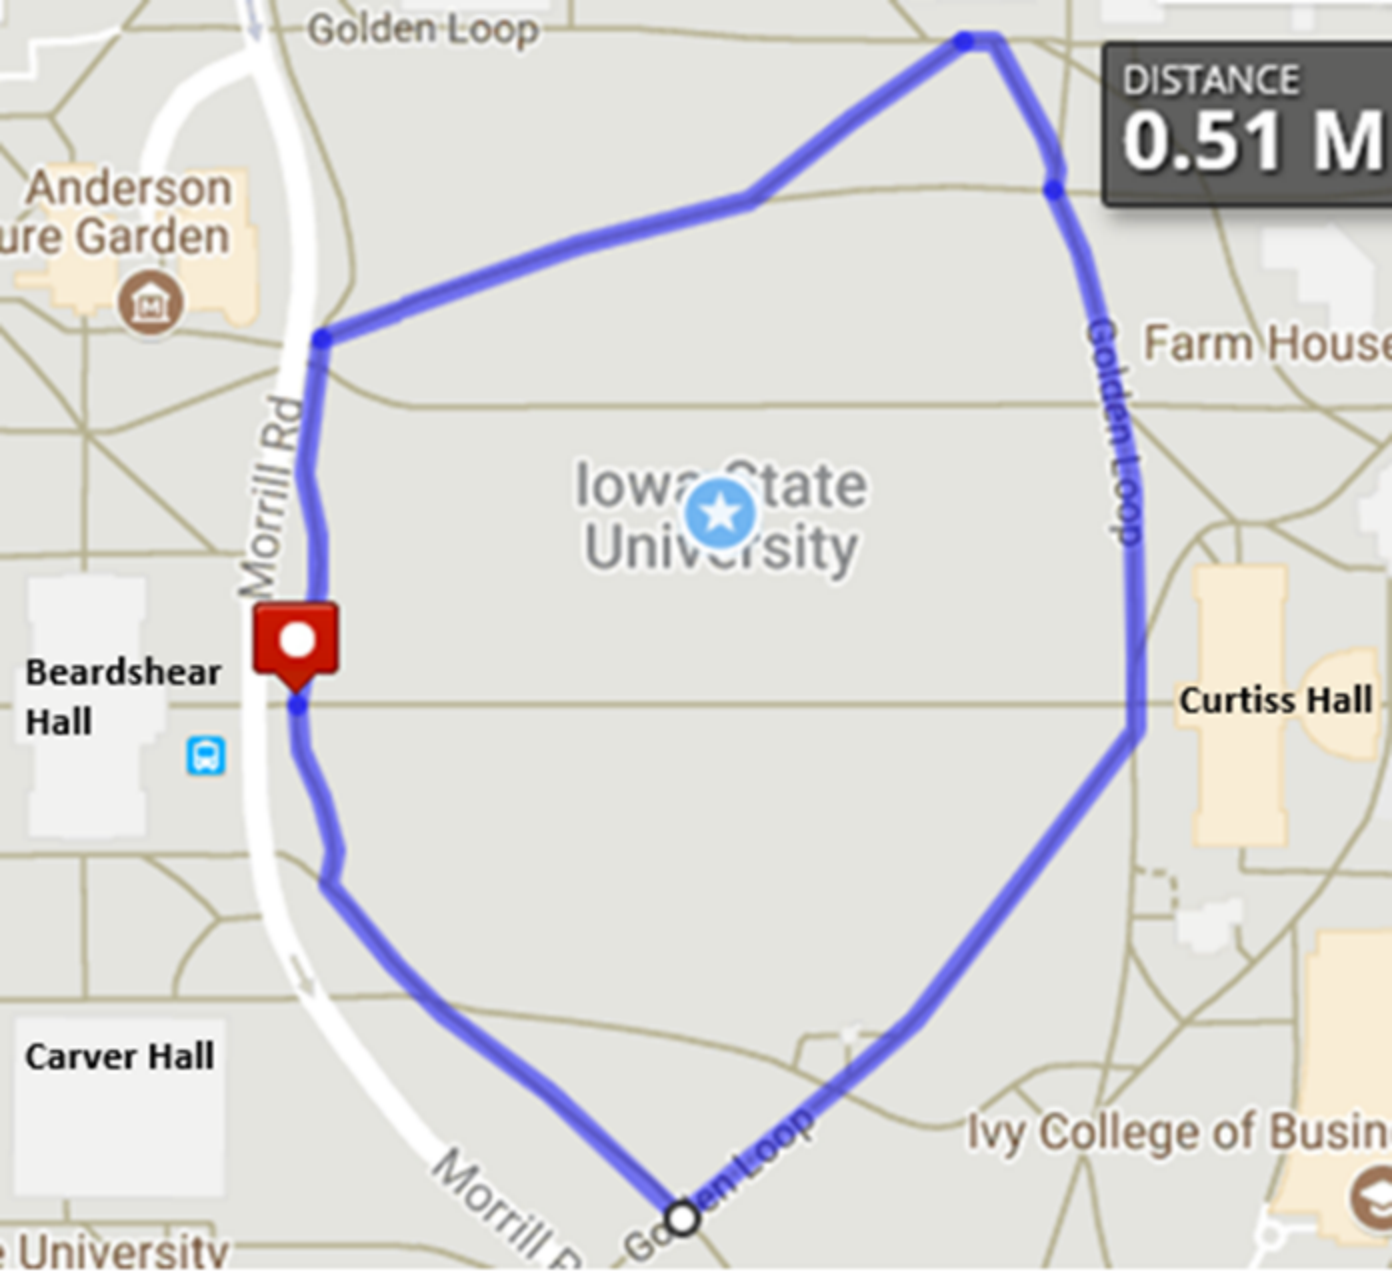 Golden Loop
DISTANCE
0.51 M
Anderson
ure Garden
Farm House
Golden Loop
Morrill Rd
Iowa State
University
Beardshear
Hall
Curtiss Hall
Carver Hall
Ivy College of Busin
Golden Loop
Morrill R
e University